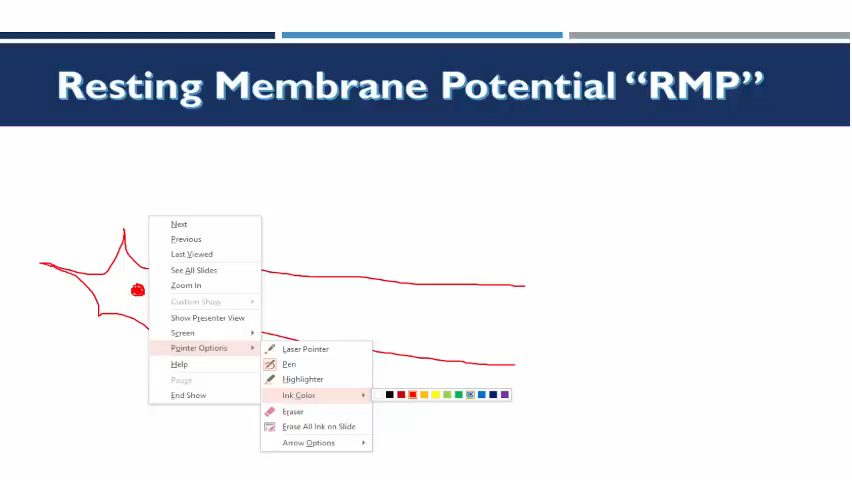 Resting Membrane Potential “RMP”
Next
Previous
Last Viewed
See All Slides
Zoom In
Custom Show
Show Presenter View
Screen
Pointer Options
Help
Pause
End Show
Laser Pointer
Pen
Highlighter
Ink Color
Eraser
Erase All Ink on Slide
Arrow Options